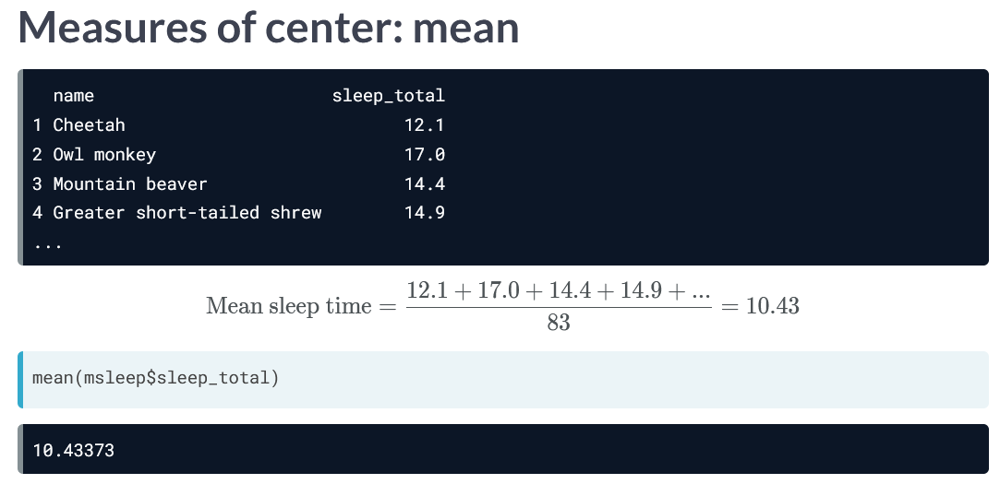 Measures of center: mean
name sleep_total
1 Cheetah 12.1
2 Owl monkey 17.0
3 Mountain beaver 14.4
4 Greater short-tailed shrew 14.9
...
Mean sleep time = 12.1 + 17.0 + 14.4 + 14.9 + ... / 83 = 10.43
mean(msleep$sleep_total)
10.43373